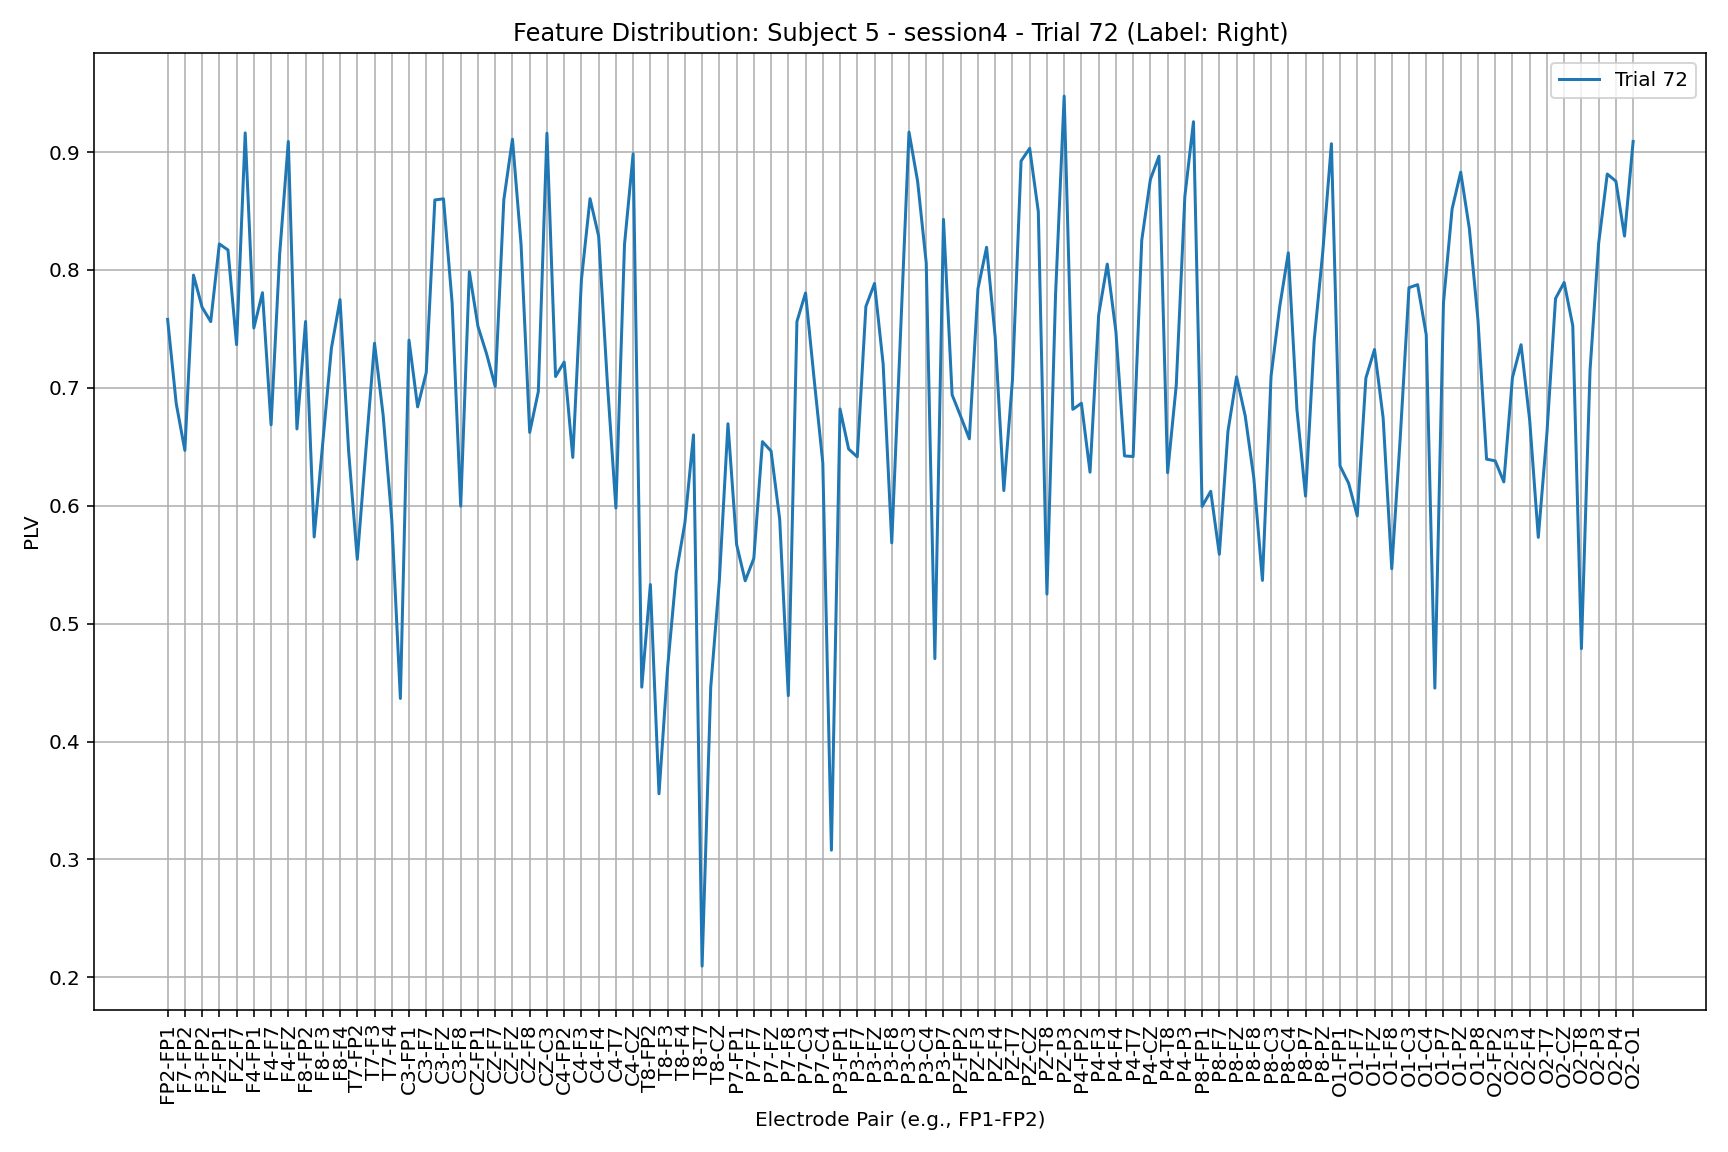 Feature Distribution: Subject 5 - session4 - Trial 72 (Label: Right)
Trial 72
0.9
0.8
0.7
0.6
0.5
0.4
0.3
0.2
PLV
FP2-FP1
F7-FP2
F3-FP2
FZ-FP1
FZ-F7
F4-FP1
F4-F7
F4-FZ
F8-FP2
F8-F3
F8-F4
T7-FP2
T7-F3
T7-F4
C3-FP1
C3-F7
C3-FZ
C3-F8
CZ-FP1
CZ-F7
CZ-FZ
CZ-F8
CZ-C3
C4-FP2
C4-F3
C4-F4
C4-T7
C4-CZ
T8-FP2
T8-F3
T8-F4
T8-T7
T8-CZ
P7-FP1
P7-F7
P7-FZ
P7-F8
P7-C3
P7-C4
P3-FP1
P3-F7
P3-FZ
P3-F8
P3-C3
P3-C4
P3-P7
PZ-FP2
PZ-F3
PZ-F4
PZ-T7
PZ-CZ
PZ-T8
PZ-P3
P4-FP2
P4-F3
P4-F4
P4-T7
P4-CZ
P4-T8
P4-P3
P8-FP1
P8-F7
P8-FZ
P8-F8
P8-C3
P8-C4
P8-P7
P8-PZ
O1-FP1
O1-F7
O1-FZ
O1-F8
O1-C3
O1-C4
O1-P7
O1-PZ
O1-P8
O2-FP2
O2-F3
O2-F4
O2-T7
O2-CZ
O2-T8
O2-P3
O2-P4
O2-O1
Electrode Pair (e.g., FP1-FP2)